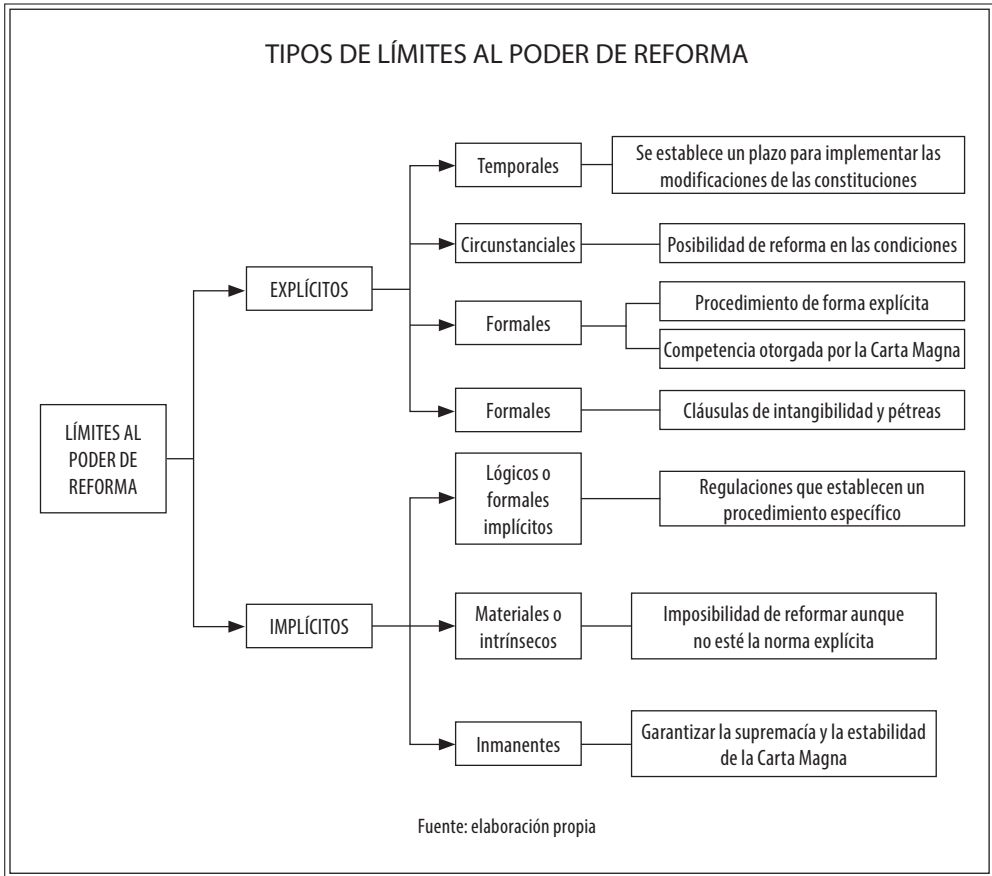 TIPOS DE LÍMITES AL PODER DE REFORMA
LÍMITES AL
PODER DE
REFORMA
EXPLÍCITOS
Temporales
Se establece un plazo para implementar las
modificaciones de las constituciones
Circunstanciales
Posibilidad de reforma en las condiciones
Formales
Procedimiento de forma explícita
Competencia otorgada por la Carta Magna
Formales
Cláusulas de intangibilidad y pétreas
IMPLÍCITOS
Lógicos o
formales
implícitos
Regulaciones que establecen un
procedimiento específico
Materiales o
intrínsecos
Imposibilidad de reformar aunque
no esté la norma explícita
Inmanentes
Garantizar la supremacía y la estabilidad
de la Carta Magna
Fuente: elaboración propia